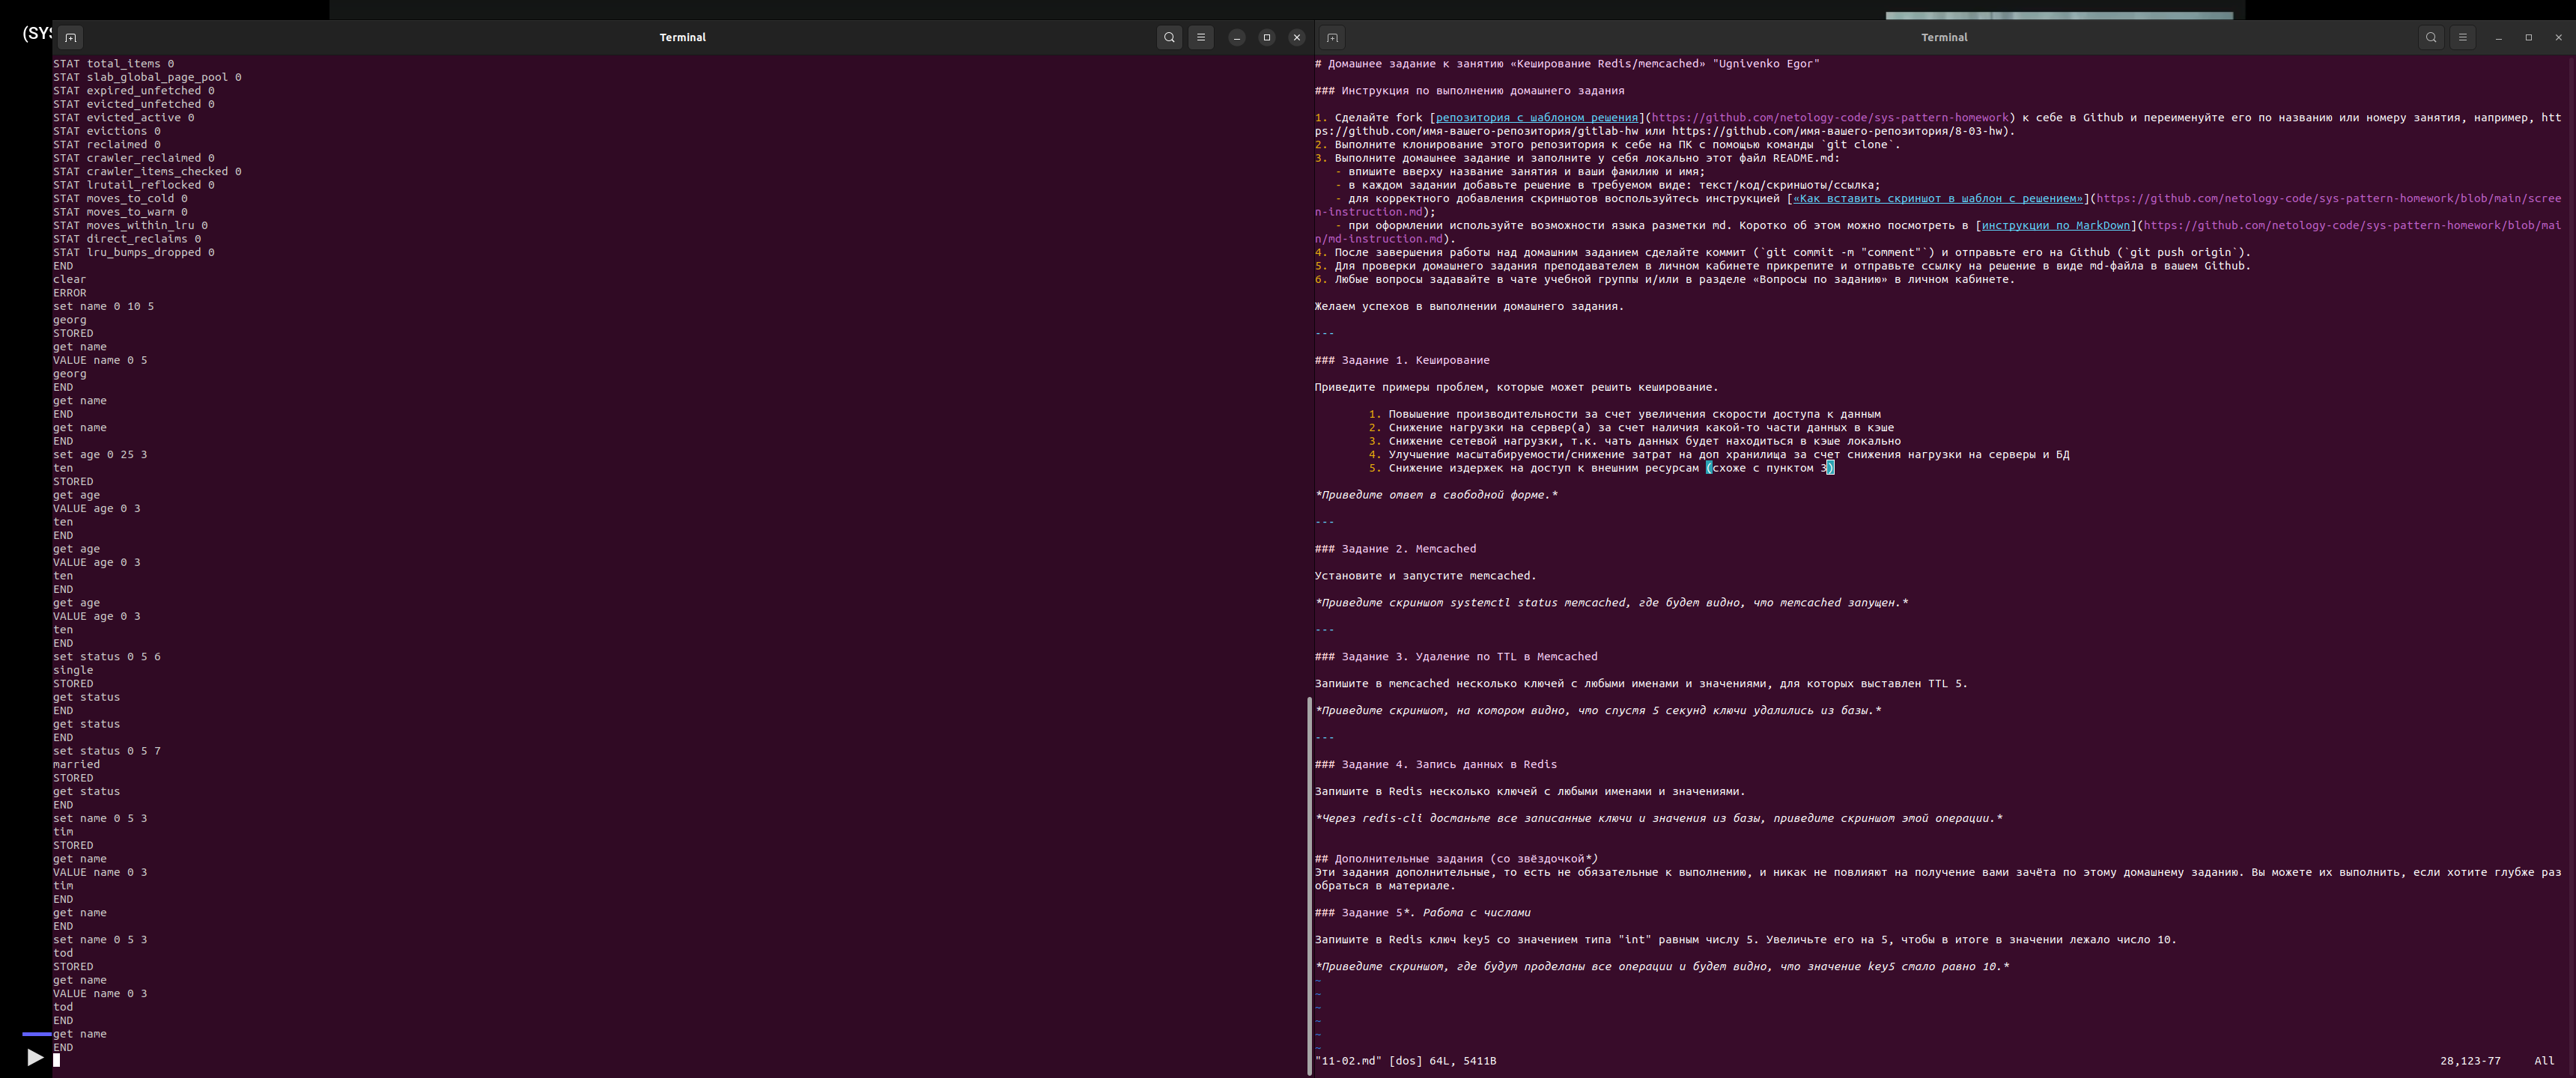 (SYS
Terminal
STAT total_items 0
STAT slab_global_page_pool 0
STAT expired_unfetched 0
STAT evicted_unfetched 0
STAT evicted_active 0
STAT evictions 0
STAT reclaimed 0
STAT crawler_reclaimed 0
STAT crawler_items_checked 0
STAT lrutail_reflocked 0
STAT moves_to_cold 0
STAT moves_to_warm 0
STAT moves_within_lru 0
STAT direct_reclaims 0
STAT lru_bumps_dropped 0
END
clear
ERROR
set name 0 10 5
georg
STORED
get name
VALUE name 0 5
georg
END
get name
END
get name
END
set age 0 25 3
ten
STORED
get age
VALUE age 0 3
ten
END
get age
VALUE age 0 3
ten
END
get age
VALUE age 0 3
ten
END
set status 0 5 6
single
STORED
get status
END
get status
END
set status 0 5 7
married
STORED
get status
END
set name 0 5 3
tim
STORED
get name
VALUE name 0 3
tim
END
get name
END
set name 0 5 3
tod
STORED
get name
VALUE name 0 3
tod
END
get name
END
Terminal
# Домашнее задание к занятию «Кеширование Redis/memcached» "Ugnivenko Egor"
### Инструкция по выполнению домашнего задания
1. Сделайте fork [репозитория с шаблоном решения](https://github.com/netology-code/sys-pattern-homework) к себе в Github и переименуйте его по названию или номеру занятия, например, htt
ps://github.com/имя-вашего-репозитория/gitlab-hw или https://github.com/имя-вашего-репозитория/8-03-hw).
2. Выполните клонирование этого репозитория к себе на ПК с помощью команды `git clone`.
3. Выполните домашнее задание и заполните у себя локально этот файл README.md:
- впишите вверху название занятия и ваши фамилию и имя;
- в каждом задании добавьте решение в требуемом виде: текст/код/скриншоты/ссылка;
- для корректного добавления скриншотов воспользуйтесь инструкцией [«Как вставить скриншот в шаблон с решением»](https://github.com/netology-code/sys-pattern-homework/blob/main/scree
n-instruction.md);
- при оформлении используйте возможности языка разметки md. Коротко об этом можно посмотреть в [инструкции по MarkDown](https://github.com/netology-code/sys-pattern-homework/blob/mai
n/md-instruction.md).
4. После завершения работы над домашним заданием сделайте коммит (`git commit -m "comment"`) и отправьте его на Github (`git push origin`).
5. Для проверки домашнего задания преподавателем в личном кабинете прикрепите и отправьте ссылку на решение в виде md-файла в вашем Github.
6. Любые вопросы задавайте в чате учебной группы и/или в разделе «Вопросы по заданию» в личном кабинете.
Желаем успехов в выполнении домашнего задания.
---
### Задание 1. Кеширование
Приведите примеры проблем, которые может решить кеширование.
1. Повышение производительности за счет увеличения скорости доступа к данным
2. Снижение нагрузки на сервер(а) за счет наличия какой-то части данных в кэше
3. Снижение сетевой нагрузки, т.к. чать данных будет находиться в кэше локально
4. Улучшение масштабируемости/снижение затрат на доп хранилища за счет снижения нагрузки на серверы и БД
5. Снижение издержек на доступ к внешним ресурсам (схоже с пунктом 3)
*Приведите ответ в свободной форме.*
---
### Задание 2. Memcached
Установите и запустите memcached.
*Приведите скриншот systemctl status memcached, где будет видно, что memcached запущен.*
---
### Задание 3. Удаление по TTL в Memcached
Запишите в memcached несколько ключей с любыми именами и значениями, для которых выставлен TTL 5.
*Приведите скриншот, на котором видно, что спустя 5 секунд ключи удалились из базы.*
---
### Задание 4. Запись данных в Redis
Запишите в Redis несколько ключей с любыми именами и значениями.
*Через redis-cli достаньте все записанные ключи и значения из базы, приведите скриншот этой операции.*
## Дополнительные задания (со звёздочкой*)
Эти задания дополнительные, то есть не обязательные к выполнению, и никак не повлияют на получение вами зачёта по этому домашнему заданию. Вы можете их выполнить, если хотите глубже раз
обраться в материале.
### Задание 5*. Работа с числами
Запишите в Redis ключ key5 со значением типа "int" равным числу 5. Увеличьте его на 5, чтобы в итоге в значении лежало число 10.
*Приведите скриншот, где будут проделаны все операции и будет видно, что значение key5 стало равно 10.*
~
~
~
~
~
~
"11-02.md" [dos] 64L, 5411B 28,123-77 All